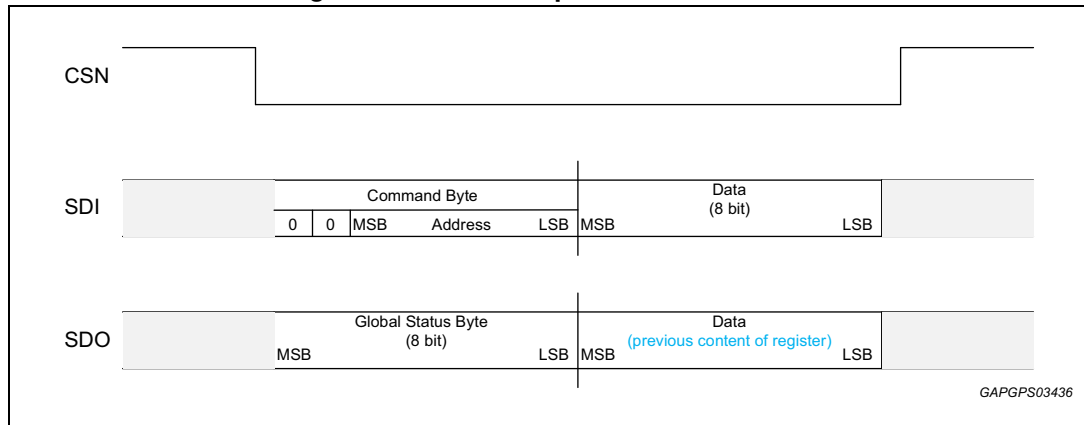 CSN
SDI
Command Byte
Data
(8 bit)
0 0 MSB Address LSB MSB LSB
SDO
Global Status Byte
(8 bit)
Data
(previous content of register)
MSB LSB MSB LSB
GAPGPS03436